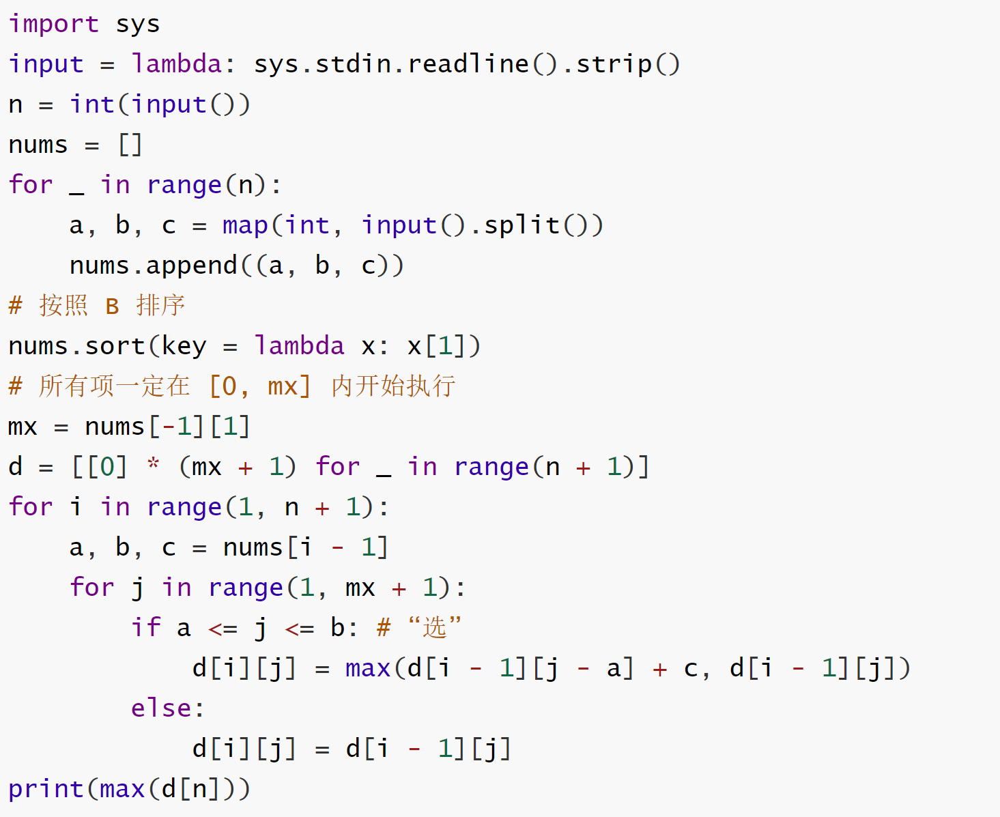 import sys
input = lambda: sys.stdin.readline().strip()
n = int(input())
nums = []
for _ in range(n):
    a, b, c = map(int, input().split())
    nums.append((a, b, c))
# 按照 B 排序
nums.sort(key = lambda x: x[1])
# 所有项一定在 [0, mx] 内开始执行
mx = nums[-1][1]
d = [[0] * (mx + 1) for _ in range(n + 1)]
for i in range(1, n + 1):
    a, b, c = nums[i - 1]
    for j in range(1, mx + 1):
        if a <= j <= b: # “选”
            d[i][j] = max(d[i - 1][j - a] + c, d[i - 1][j])
        else:
            d[i][j] = d[i - 1][j]
print(max(d[n]))